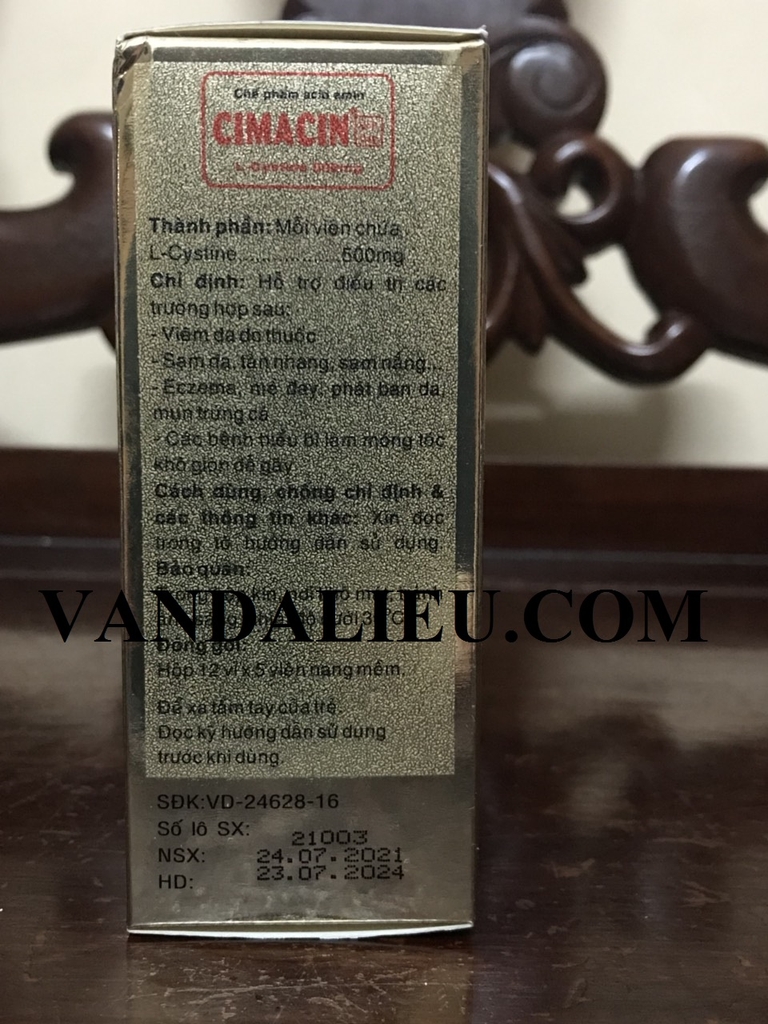 Chế phẩm acid amin
CIMACIN
L-Cystine 500mg
Thành phần: Mỗi viên chứa
L-Cystine..................500mg
Chỉ định: Hỗ trợ điều trị các
trường hợp sau:
- Viêm da do thuốc
- Sạm da, tàn nhang, sạm nắng...
- Eczema, mề đay, phát ban da,
mụn trứng cá
- Các bệnh biểu bì làm móng tóc
khô giòn dễ gãy
Cách dùng, chống chỉ định &
các thông tin khác: Xin đọc
trong tờ hướng dẫn sử dụng.
Bảo quản:
VANDALIEU.COM
Đóng gói:
Hộp 12 vỉ x 5 viên nang mềm.
Để xa tầm tay của trẻ.
Đọc kỹ hướng dẫn sử dụng
trước khi dùng.
SĐK:VD-24628-16
Số lô SX: 21003
NSX: 24.07.2021
HD: 23.07.2024